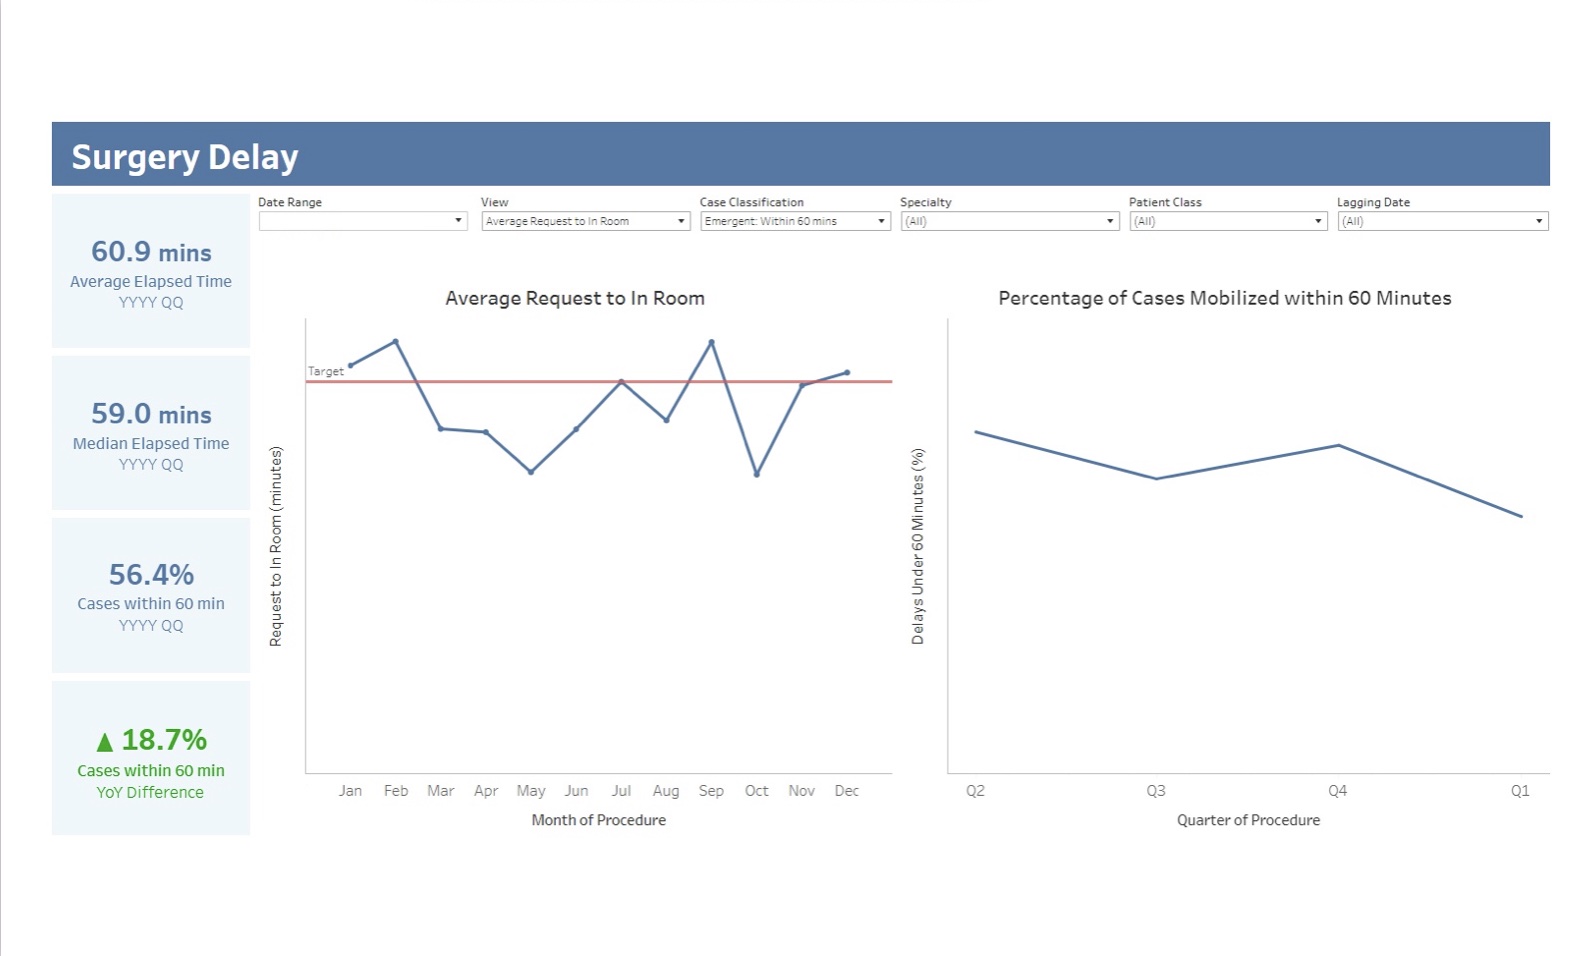 Surgery Delay
60.9 mins
Average Elapsed Time
YYYY QQ
59.0 mins
Median Elapsed Time
YYYY QQ
56.4%
Cases within 60 min
YYYY QQ
▲ 18.7%
Cases within 60 min
YoY Difference
Date Range
View
Average Request to In Room
Case Classification
Emergent: Within 60 mins
Specialty
(All)
Patient Class
(All)
Lagging Date
(All)
Average Request to In Room
Target
Request to In Room (minutes)
Jan Feb Mar Apr May Jun Jul Aug Sep Oct Nov Dec
Month of Procedure
Percentage of Cases Mobilized within 60 Minutes
Delays Under 60 Minutes (%)
Q2 Q3 Q4 Q1
Quarter of Procedure